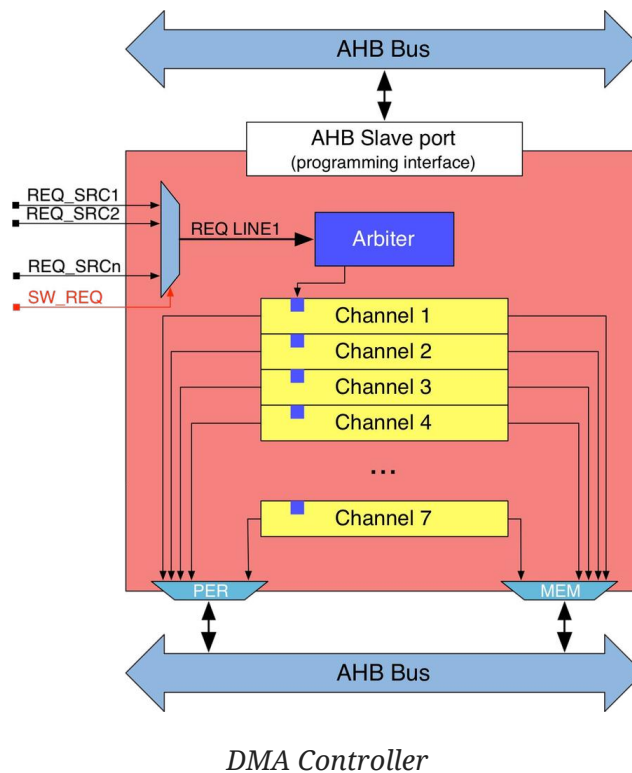 AHB Bus
AHB Slave port
(programming interface)
REQ_SRC1
REQ_SRC2
REQ LINE1
Arbiter
REQ_SRCn
SW_REQ
Channel 1
Channel 2
Channel 3
Channel 4
...
Channel 7
PER
MEM
AHB Bus
DMA Controller